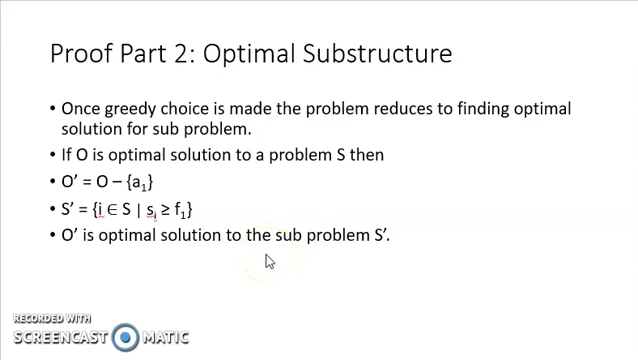 Proof Part 2: Optimal Substructure
• Once greedy choice is made the problem reduces to finding optimal
solution for sub problem.
• If O is optimal solution to a problem S then
• O’ = O – {a₁}
• S’ = {i ∈ S | sᵢ ≥ f₁}
• O’ is optimal solution to the sub problem S’.
RECORDED WITH
SCREENCAST MATIC